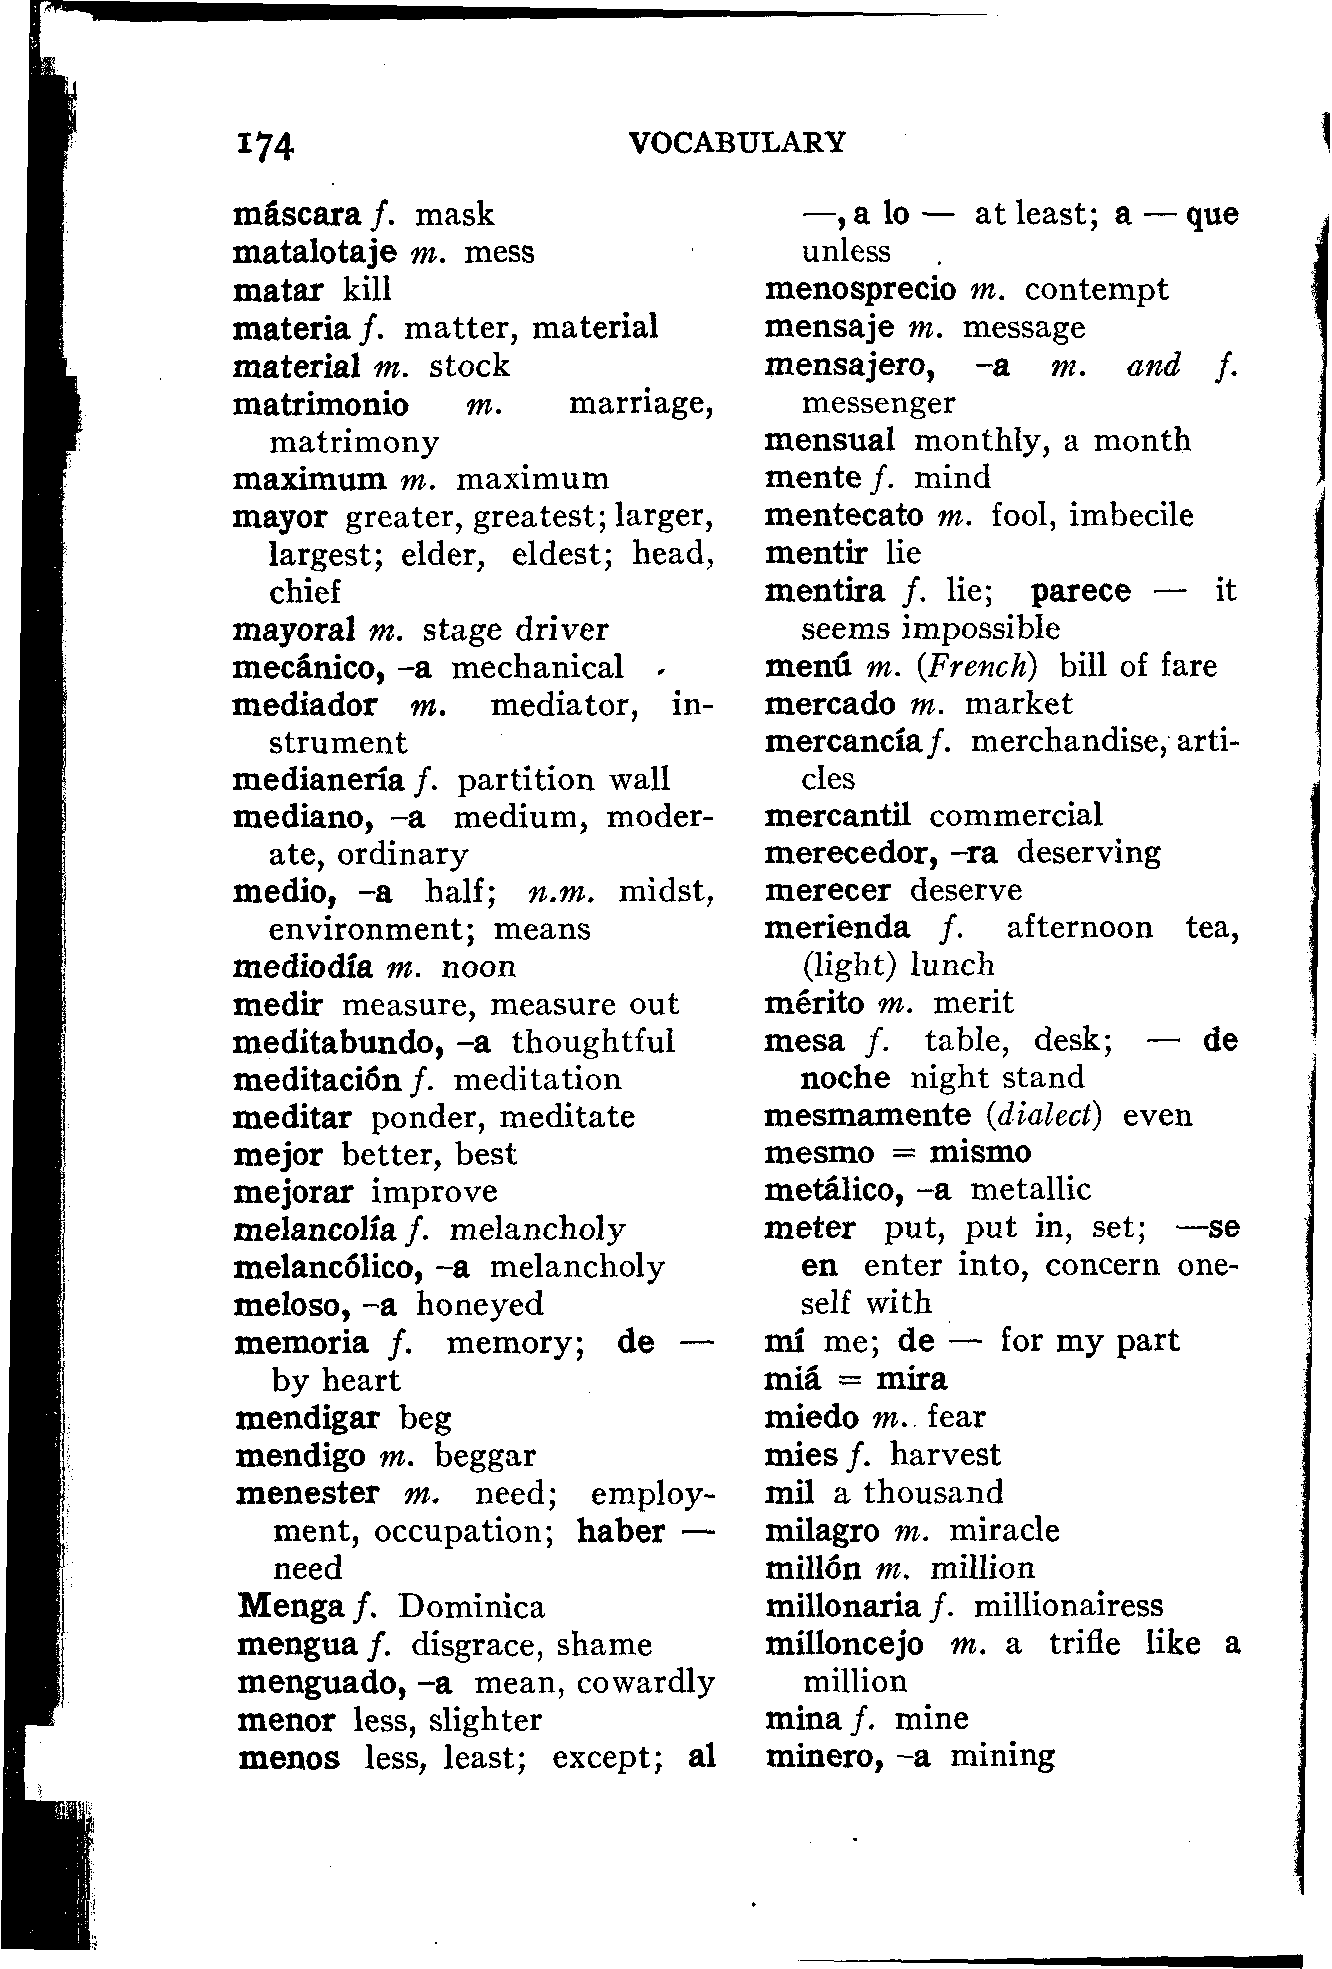 174 VOCABULARY
máscara f. mask
matalotaje m. mess
matar kill
materia f. matter, material
material m. stock
matrimonio m. marriage,
matrimony
maximum m. maximum
mayor greater, greatest; larger,
largest; elder, eldest; head,
chief
mayoral m. stage driver
mecánico, -a mechanical
mediador m. mediator, in-
strument
medianería f. partition wall
mediano, -a medium, moder-
ate, ordinary
medio, -a half; n.m. midst,
environment; means
mediodía m. noon
medir measure, measure out
meditabundo, -a thoughtful
meditación f. meditation
meditar ponder, meditate
mejor better, best
mejorar improve
melancolía f. melancholy
melancólico, -a melancholy
meloso, -a honeyed
memoria f. memory; de —
by heart
mendigar beg
mendigo m. beggar
menester m. need; employ-
ment, occupation; haber —
need
Menga f. Dominica
mengua f. disgrace, shame
menguado, -a mean, cowardly
menor less, slighter
menos less, least; except; al
—, a lo — at least; a — que
unless
menosprecio m. contempt
mensaje m. message
mensajero, -a m. and f.
messenger
mensual monthly, a month
mente f. mind
mentecato m. fool, imbecile
mentir lie
mentira f. lie; parece — it
seems impossible
menú m. (French) bill of fare
mercado m. market
mercancía f. merchandise, arti-
cles
mercantil commercial
merecedor, -ra deserving
merecer deserve
merienda f. afternoon tea,
(light) lunch
mérito m. merit
mesa f. table, desk; — de
noche night stand
mesmamente (dialect) even
mesmo = mismo
metálico, -a metallic
meter put, put in, set; —se
en enter into, concern one-
self with
mí me; de — for my part
miá = mira
miedo m. fear
mies f. harvest
mil a thousand
milagro m. miracle
millón m. million
millonaria f. millionairess
milloncejo m. a trifle like a
million
mina f. mine
minero, -a mining